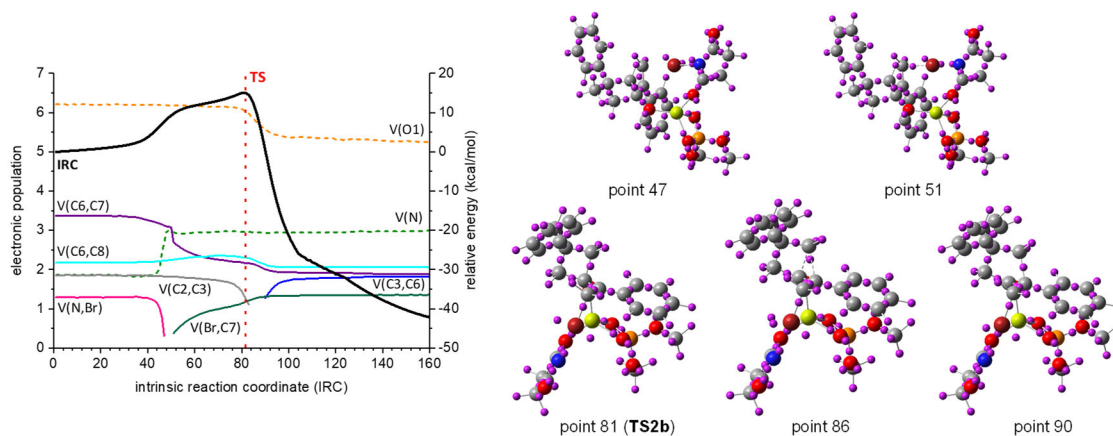 TS
7
6
5
4
3
2
1
0
20
10
0
-10
-20
-30
-40
-50
V(O1)
IRC
V(C6,C7)
V(N)
V(C6,C8)
V(C2,C3)
V(C3,C6)
V(N,Br)
V(Br,C7)
0 20 40 60 80 100 120 140 160
electronic population
relative energy (kcal/mol)
intrinsic reaction coordinate (IRC)
point 47
point 51
point 81 (TS2b)
point 86
point 90